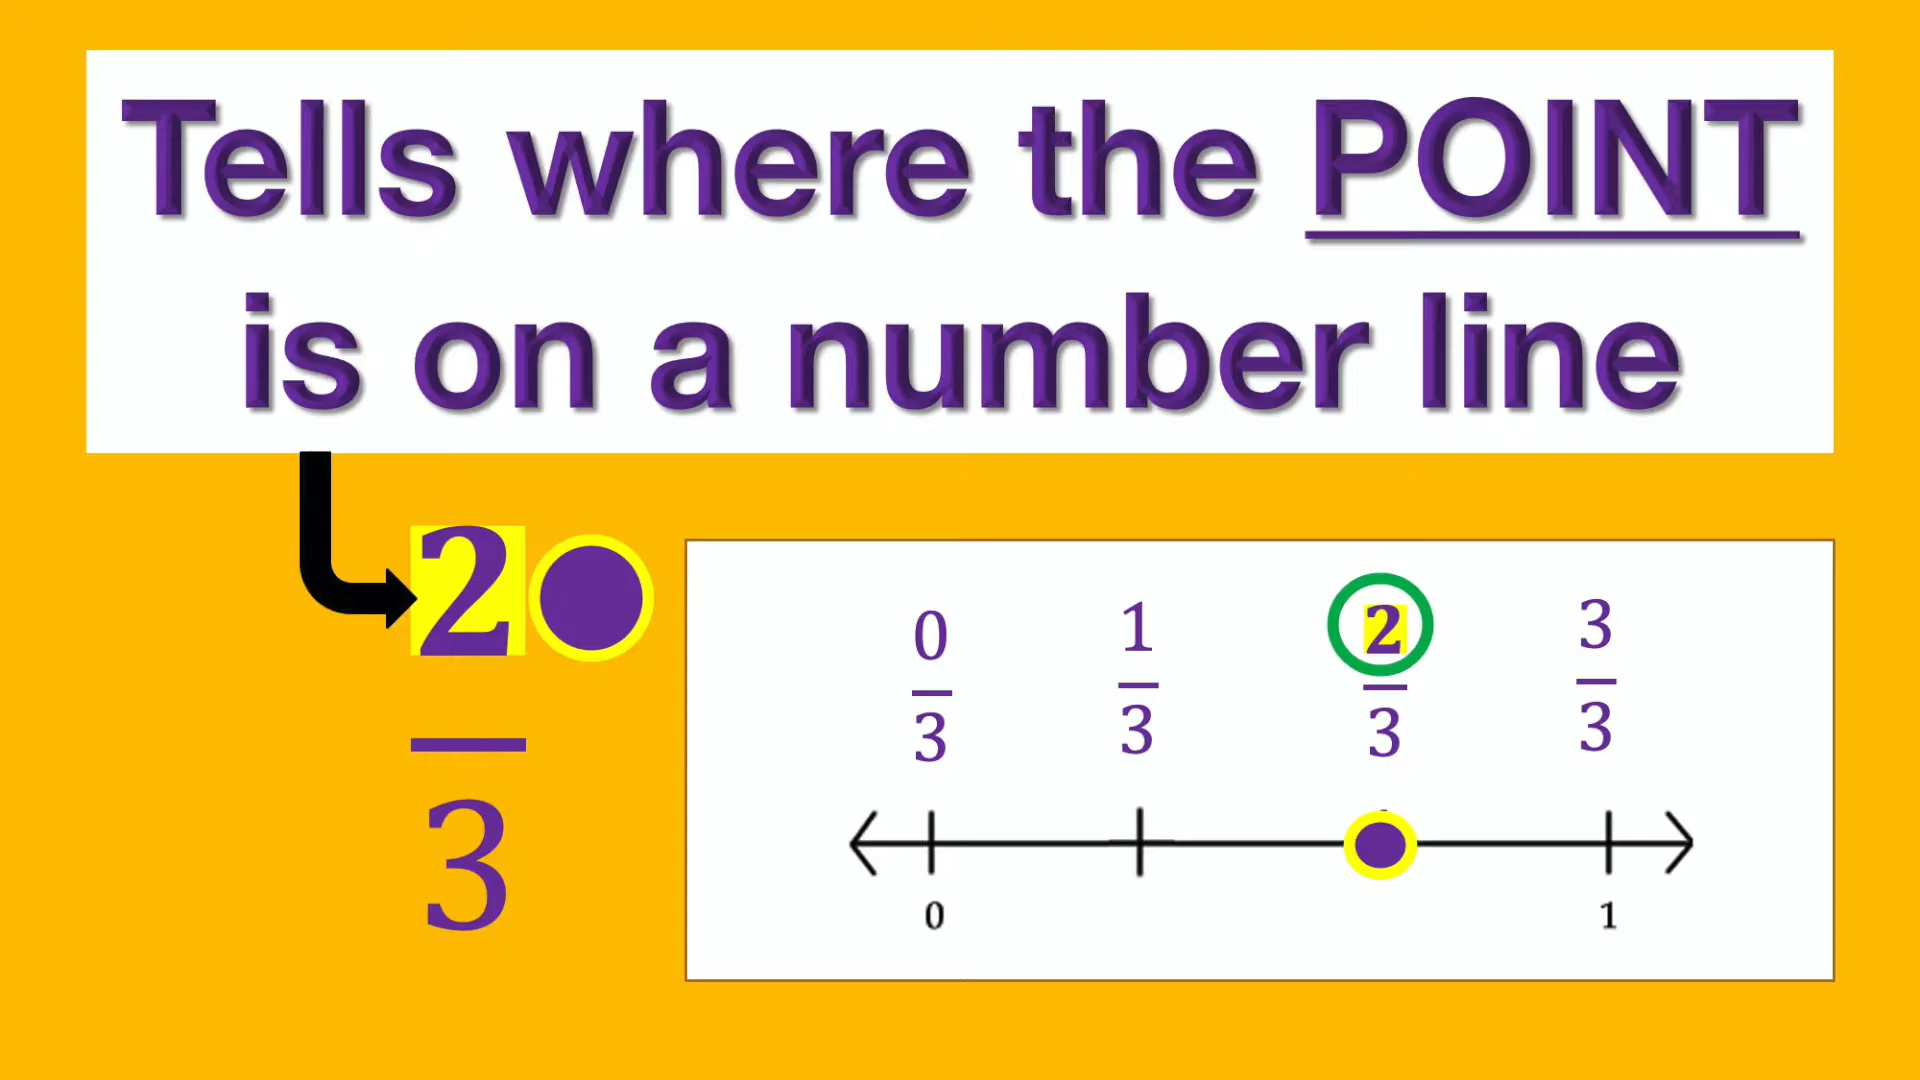 Tells where the POINT
is on a number line
2
3
0 1 2 3
3 3 3 3
0 1